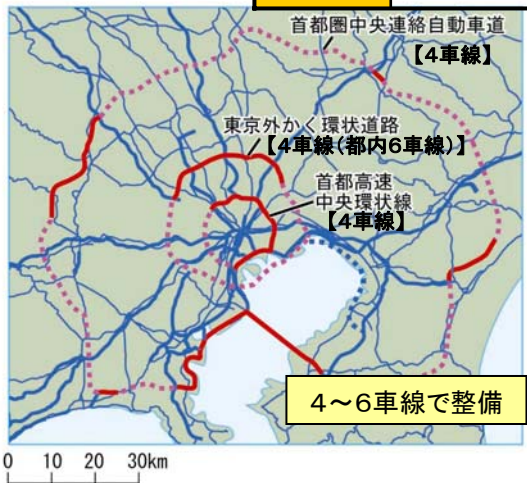 首都圏中央連絡自動車道
【4車線】
東京外かく環状道路
【4車線(都内6車線)】
首都高速
中央環状線
【4車線】
4~6車線で整備
0 10 20 30km